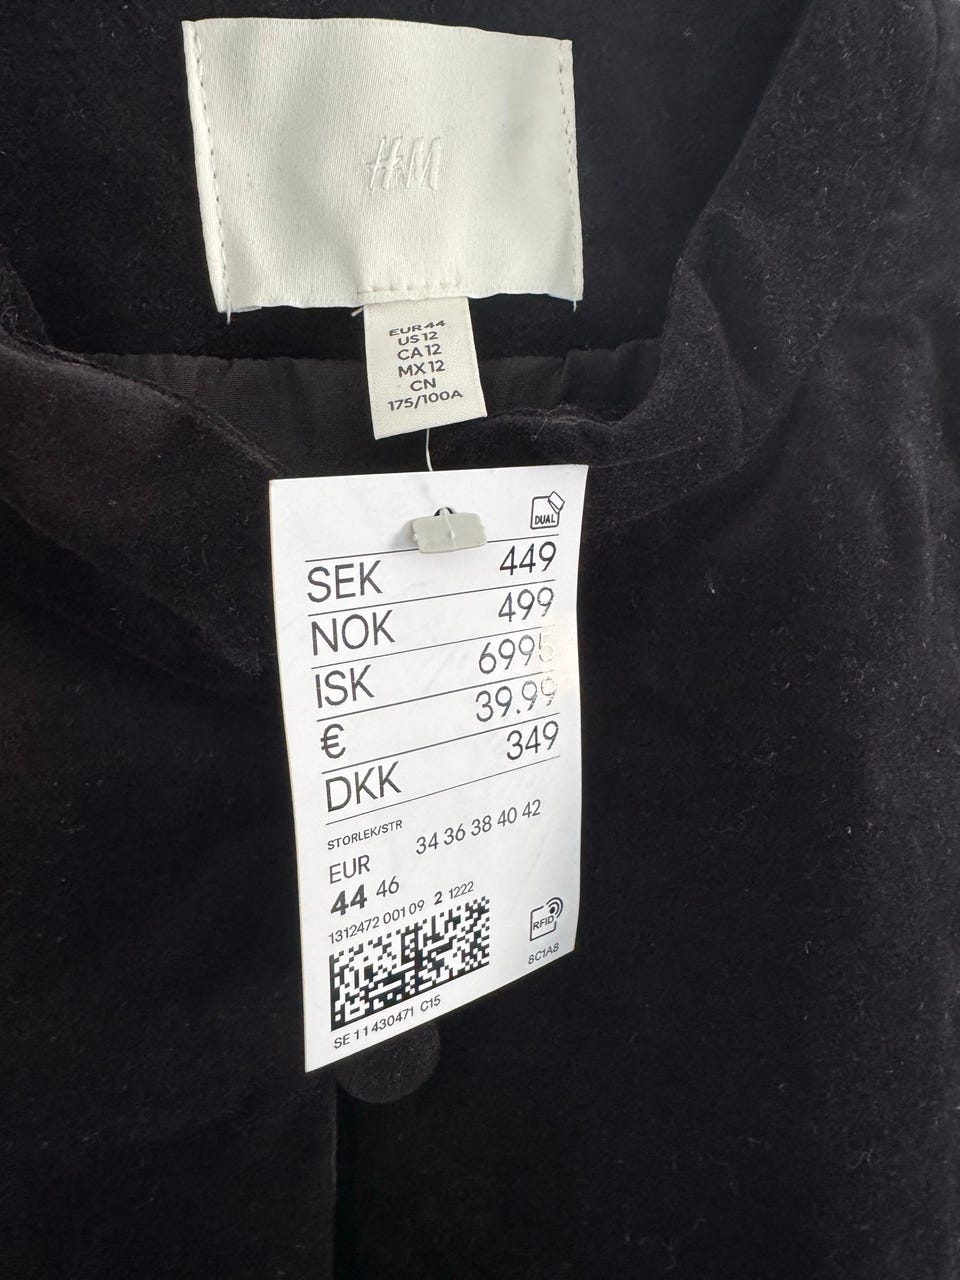 H&M
EUR 44
US 12
CA 12
MX 12
CN
175/100A
DUAL
SEK 449
NOK 499
ISK 6995
€ 39.99
DKK 349
STORLEK/STR
EUR 34 36 38 40 42
44 46
1312472 001 09 2 1222
RFID
8C1A8
SE 11 430471 C15